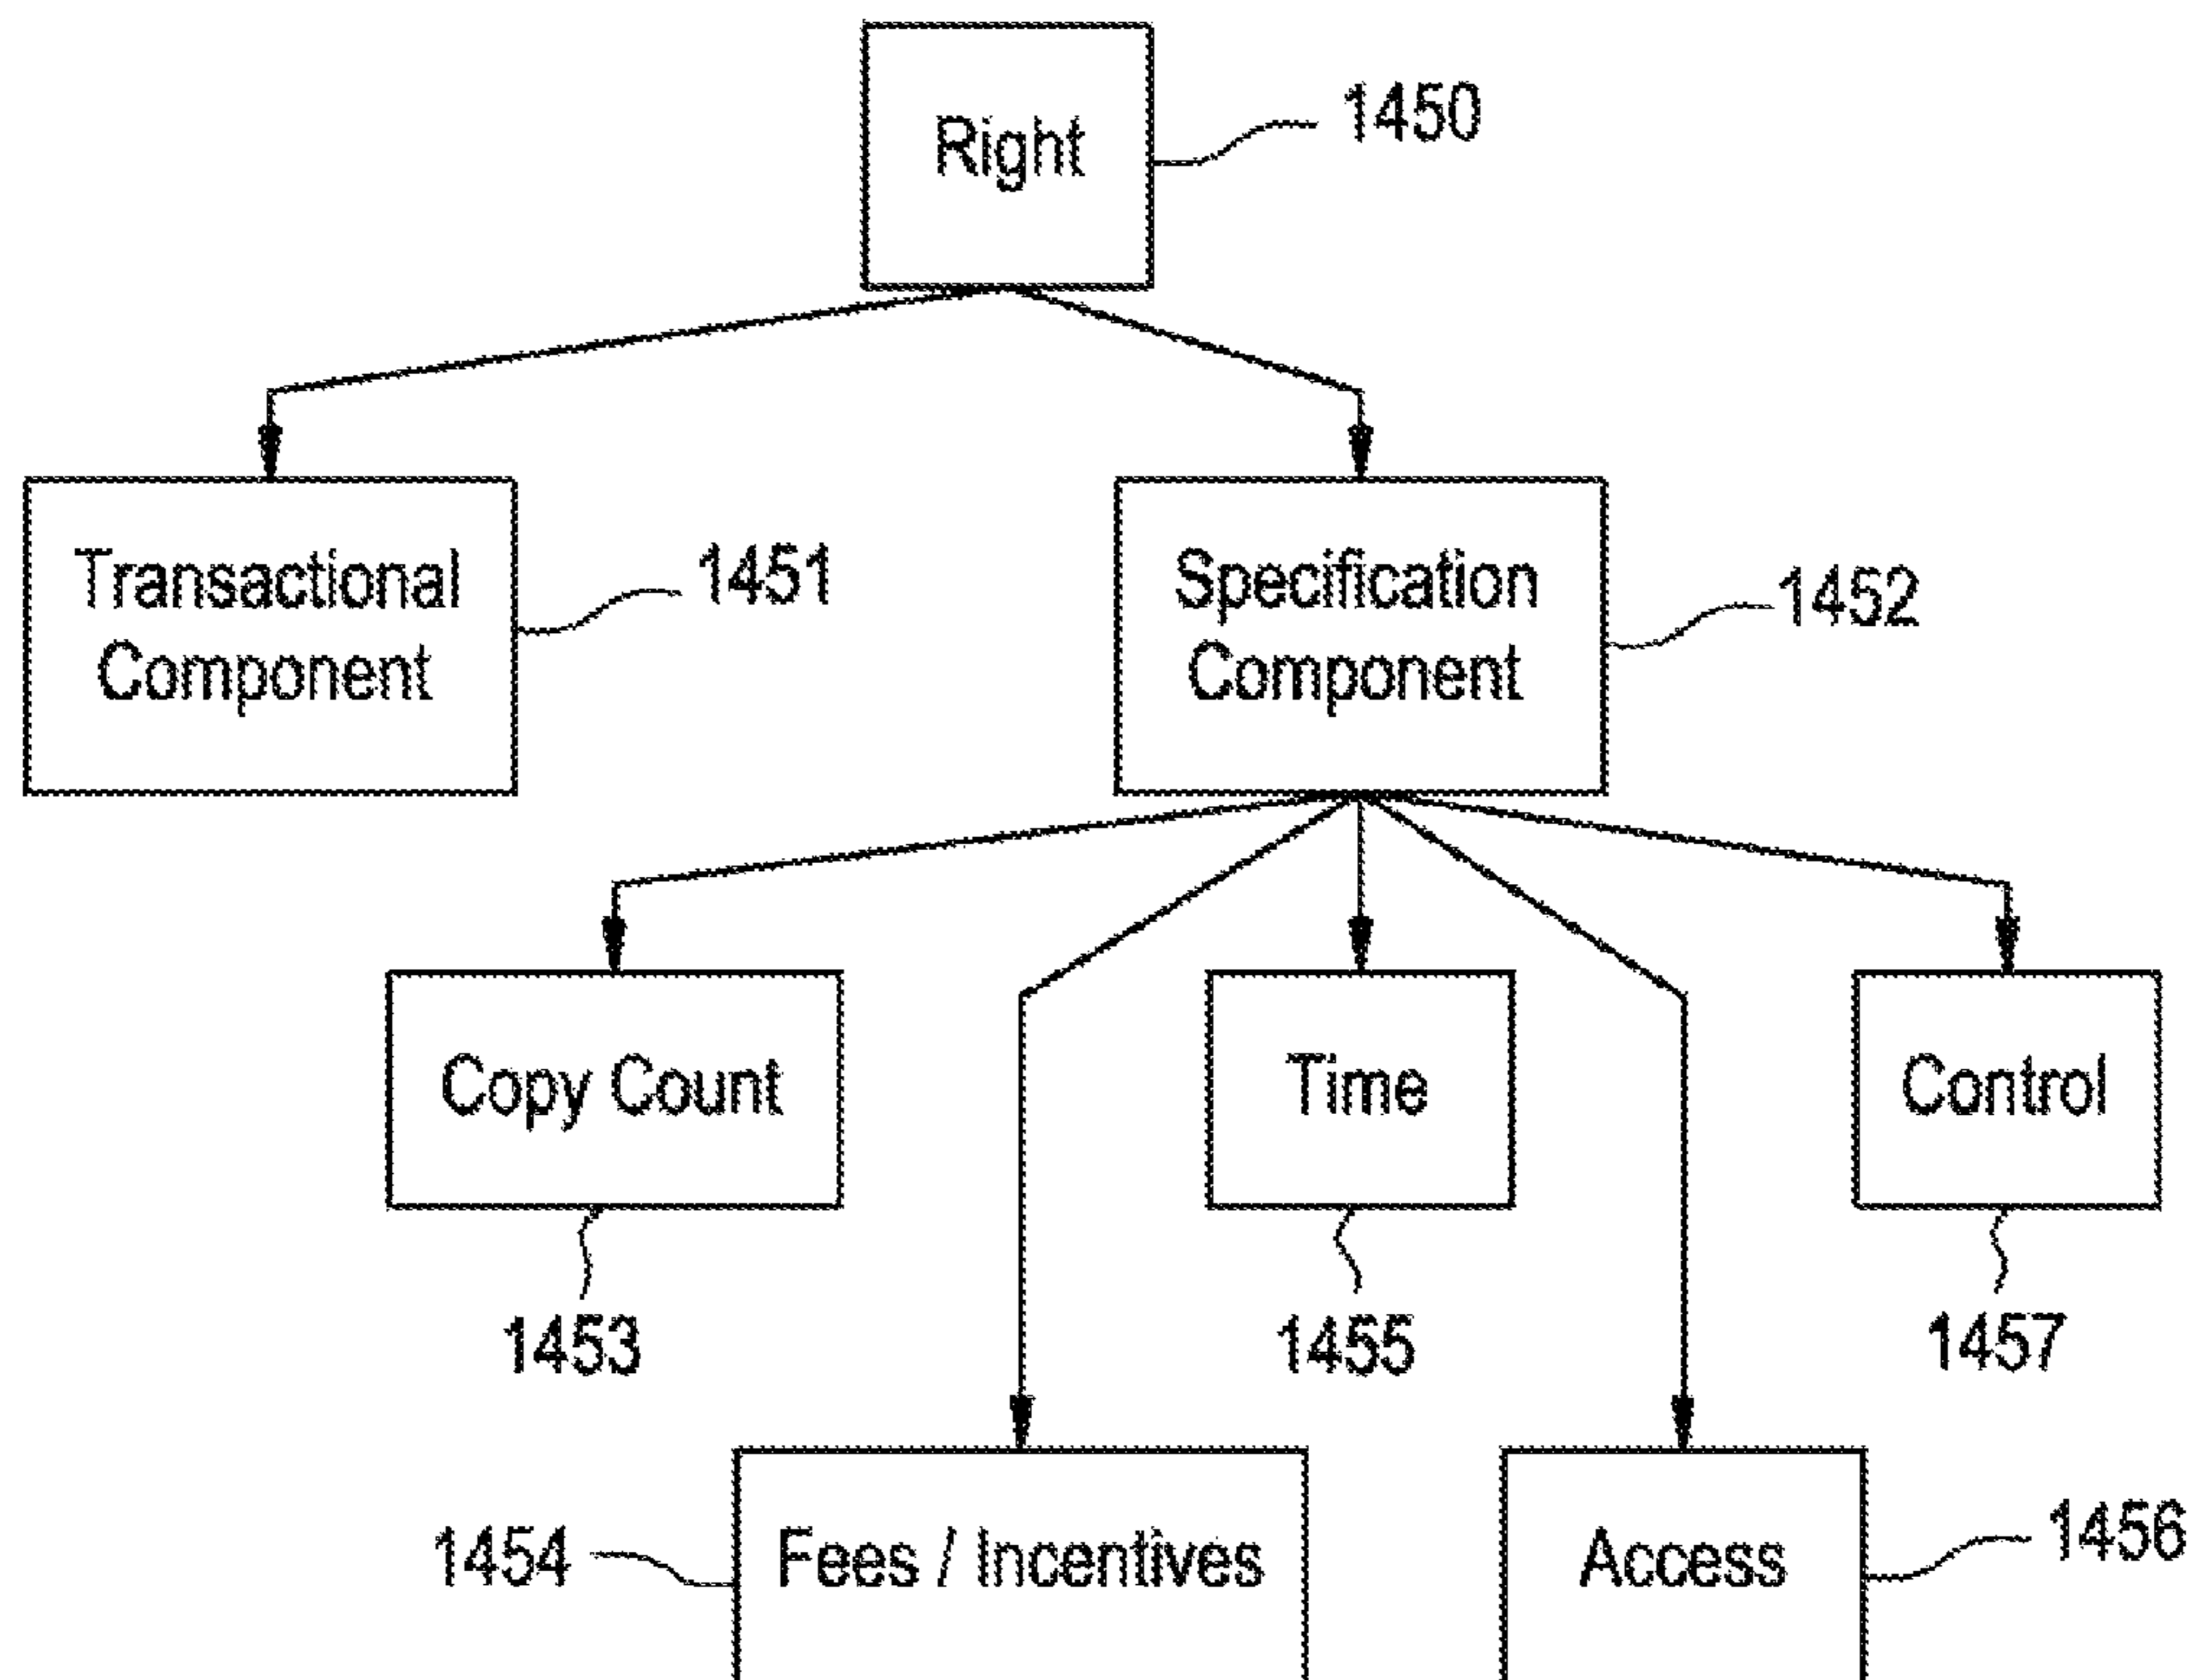 Right
1450
Transactional
Component
1451
Specification
Component
1452
Copy Count
Time
Control
1453
1455
1457
1454
Fees / Incentives
Access
1456